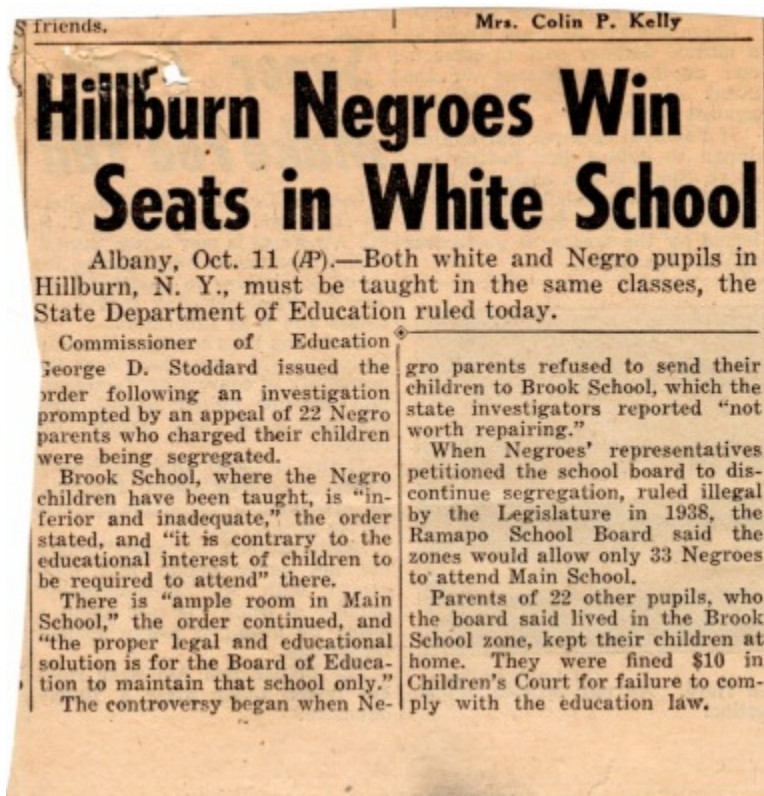 friends.
Mrs. Colin P. Kelly
Hillburn Negroes Win
Seats in White School
Albany, Oct. 11 (AP).—Both white and Negro pupils in
Hillburn, N. Y., must be taught in the same classes, the
State Department of Education ruled today.
Commissioner of Education
George D. Stoddard issued the
order following an investigation
prompted by an appeal of 22 Negro
parents who charged their children
were being segregated.
Brook School, where the Negro
children have been taught, is “in-
ferior and inadequate,” the order
stated, and “it is contrary to the
educational interest of children to
be required to attend” there.
There is “ample room in Main
School,” the order continued, and
“the proper legal and educational
solution is for the Board of Educa-
tion to maintain that school only.”
The controversy began when Ne-
gro parents refused to send their
children to Brook School, which the
state investigators reported “not
worth repairing.”
When Negroes’ representatives
petitioned the school board to dis-
continue segregation, ruled illegal
by the Legislature in 1938, the
Ramapo School Board said the
zones would allow only 33 Negroes
to attend Main School.
Parents of 22 other pupils, who
the board said lived in the Brook
School zone, kept their children at
home. They were fined $10 in
Children’s Court for failure to com-
ply with the education law.